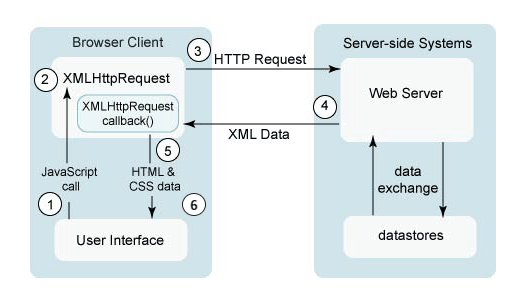 Browser Client
Server-side Systems
3
HTTP Request
2
XMLHttpRequest
Web Server
XMLHttpRequest
callback()
4
XML Data
5
JavaScript
call
HTML &
CSS data
data
exchange
1
6
User Interface
datastores